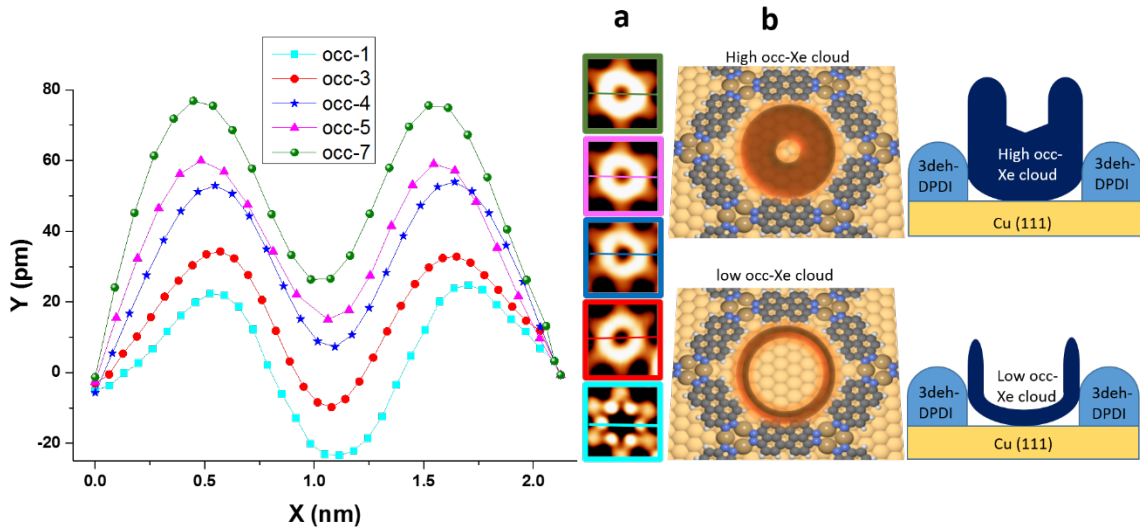 a
b
occ-1
occ-3
occ-4
occ-5
occ-7
80
60
40
20
0
-20
Y (pm)
0.0
0.5
1.0
1.5
2.0
X (nm)
High occ-Xe cloud
3deh-
DPDI
High occ-
Xe cloud
3deh-
DPDI
Cu (111)
low occ-Xe cloud
3deh-
DPDI
Low occ-
Xe cloud
3deh-
DPDI
Cu (111)